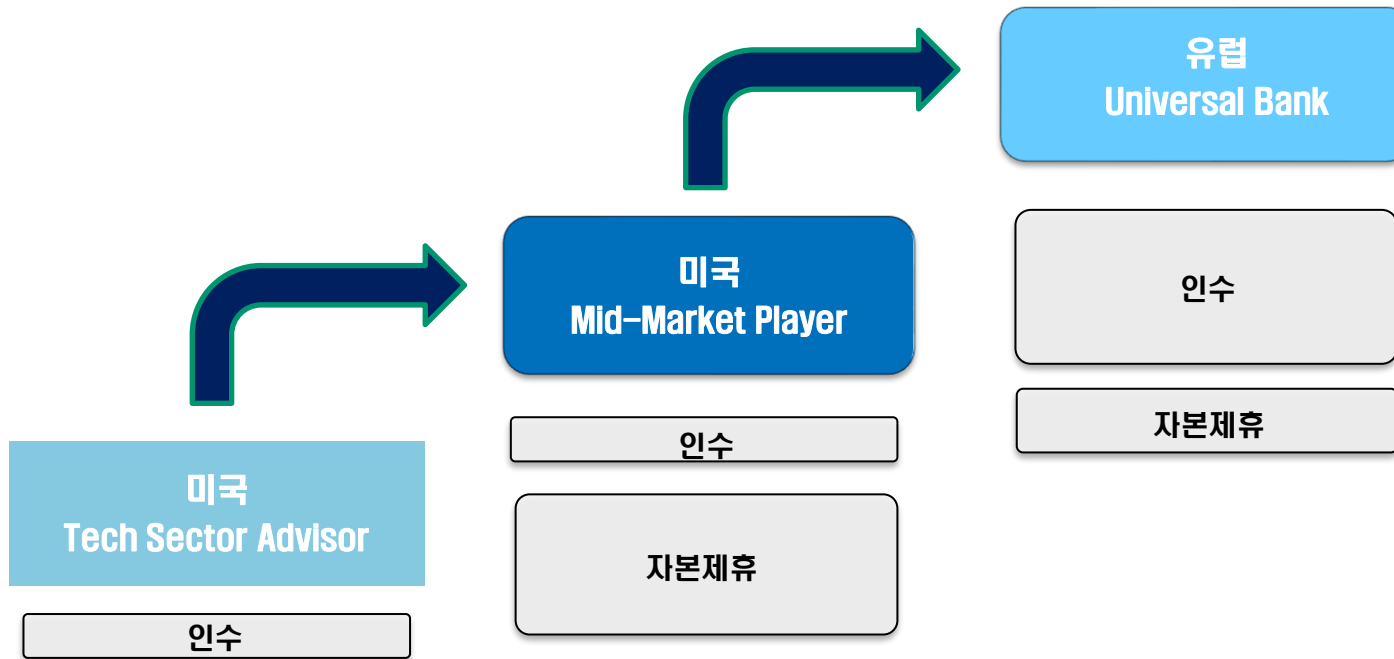 유럽
Universal Bank
인수
자본제휴
미국
Mid-Market Player
인수
자본제휴
미국
Tech Sector Advisor
인수